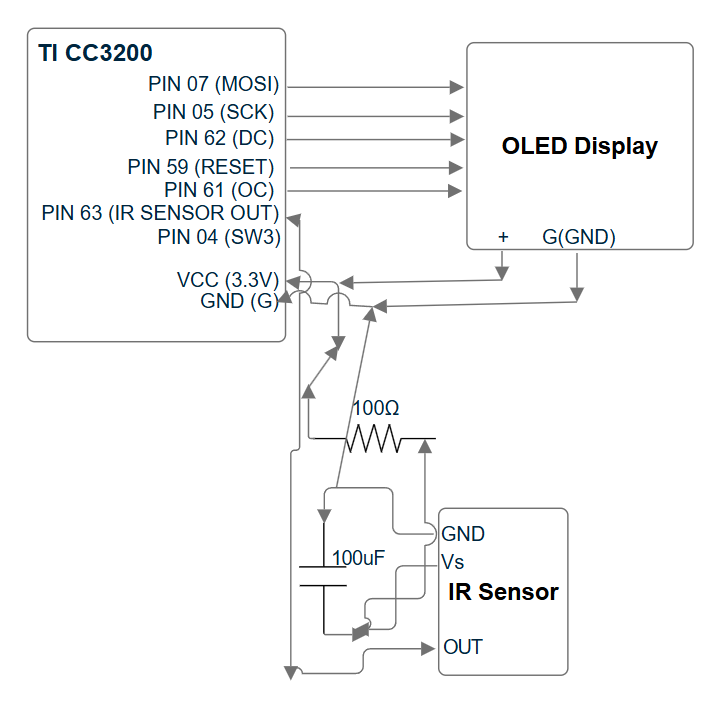 TI CC3200
PIN 07 (MOSI)
PIN 05 (SCK)
PIN 62 (DC)
PIN 59 (RESET)
PIN 61 (OC)
PIN 63 (IR SENSOR OUT)
PIN 04 (SW3)
VCC (3.3V)
GND (G)
OLED Display
+ G(GND)
100Ω
100uF
GND
Vs
IR Sensor
OUT